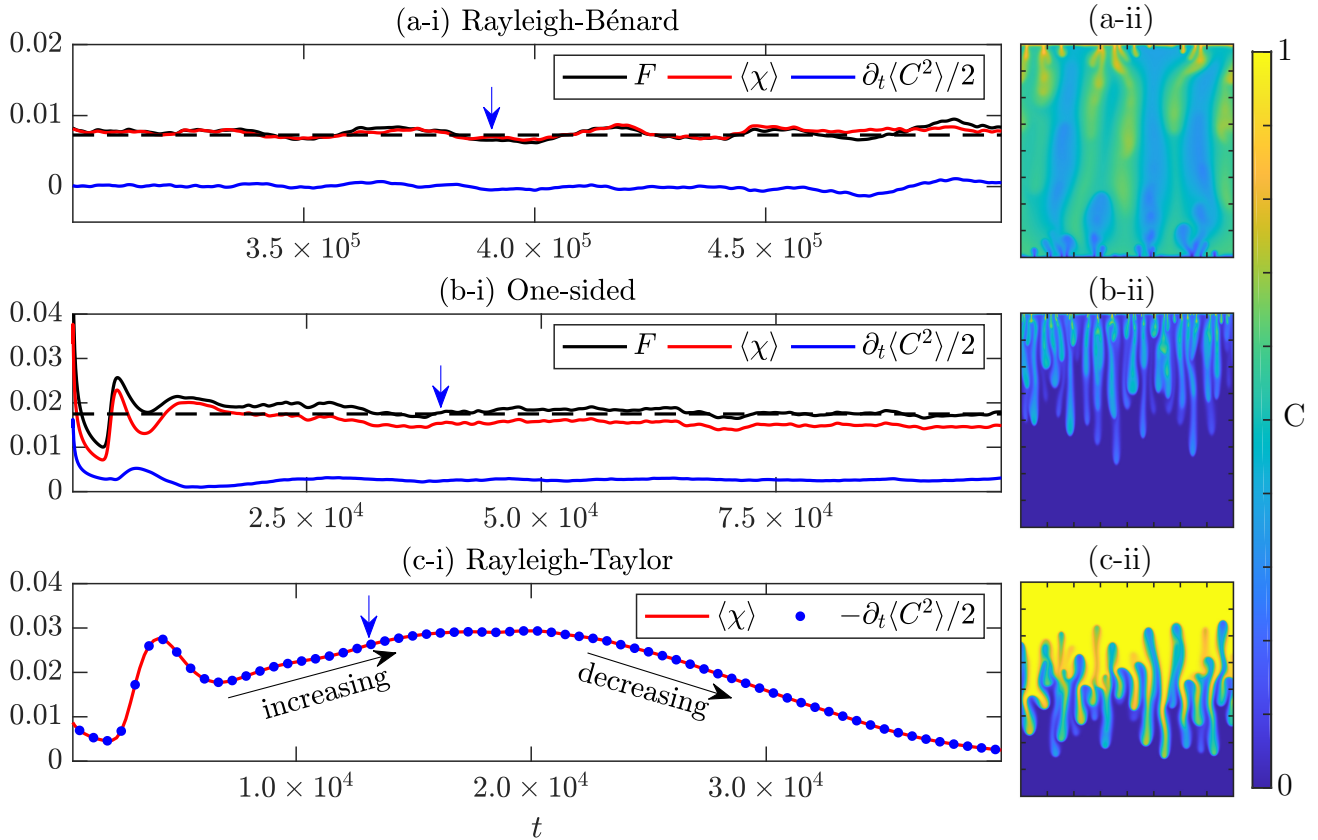 (a-i) Rayleigh-Bénard
(a-ii)
0.02
0.01
0
F ⟨χ⟩ ∂ₜ⟨C²⟩/2
3.5 × 10⁵ 4.0 × 10⁵ 4.5 × 10⁵
1
(b-i) One-sided
(b-ii)
0.04
0.03
0.02
0.01
0
F ⟨χ⟩ ∂ₜ⟨C²⟩/2
2.5 × 10⁴ 5.0 × 10⁴ 7.5 × 10⁴
C
(c-i) Rayleigh-Taylor
(c-ii)
0.04
0.03
0.02
0.01
0
⟨χ⟩ −∂ₜ⟨C²⟩/2
increasing
decreasing
1.0 × 10⁴ 2.0 × 10⁴ 3.0 × 10⁴
0
t